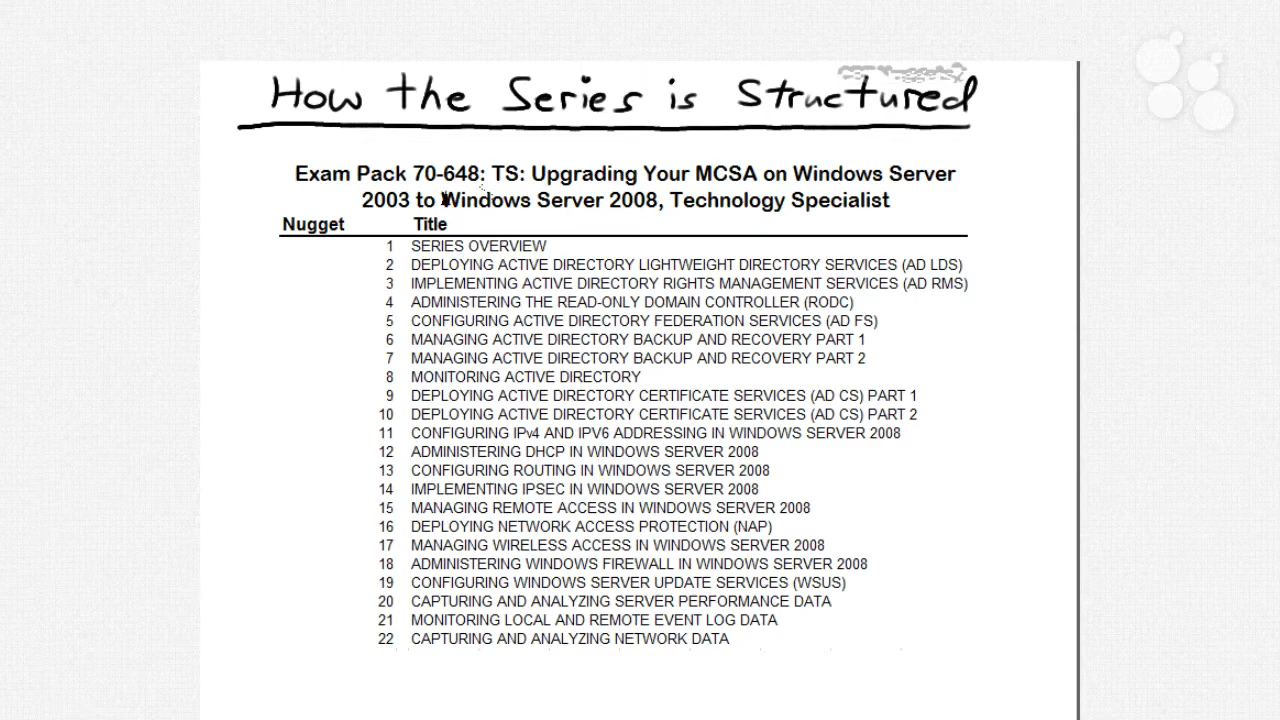 How the Series is Structured
Exam Pack 70-648: TS: Upgrading Your MCSA on Windows Server
2003 to Windows Server 2008, Technology Specialist
Nugget Title
1 SERIES OVERVIEW
2 DEPLOYING ACTIVE DIRECTORY LIGHTWEIGHT DIRECTORY SERVICES (AD LDS)
3 IMPLEMENTING ACTIVE DIRECTORY RIGHTS MANAGEMENT SERVICES (AD RMS)
4 ADMINISTERING THE READ-ONLY DOMAIN CONTROLLER (RODC)
5 CONFIGURING ACTIVE DIRECTORY FEDERATION SERVICES (AD FS)
6 MANAGING ACTIVE DIRECTORY BACKUP AND RECOVERY PART 1
7 MANAGING ACTIVE DIRECTORY BACKUP AND RECOVERY PART 2
8 MONITORING ACTIVE DIRECTORY
9 DEPLOYING ACTIVE DIRECTORY CERTIFICATE SERVICES (AD CS) PART 1
10 DEPLOYING ACTIVE DIRECTORY CERTIFICATE SERVICES (AD CS) PART 2
11 CONFIGURING IPv4 AND IPV6 ADDRESSING IN WINDOWS SERVER 2008
12 ADMINISTERING DHCP IN WINDOWS SERVER 2008
13 CONFIGURING ROUTING IN WINDOWS SERVER 2008
14 IMPLEMENTING IPSEC IN WINDOWS SERVER 2008
15 MANAGING REMOTE ACCESS IN WINDOWS SERVER 2008
16 DEPLOYING NETWORK ACCESS PROTECTION (NAP)
17 MANAGING WIRELESS ACCESS IN WINDOWS SERVER 2008
18 ADMINISTERING WINDOWS FIREWALL IN WINDOWS SERVER 2008
19 CONFIGURING WINDOWS SERVER UPDATE SERVICES (WSUS)
20 CAPTURING AND ANALYZING SERVER PERFORMANCE DATA
21 MONITORING LOCAL AND REMOTE EVENT LOG DATA
22 CAPTURING AND ANALYZING NETWORK DATA